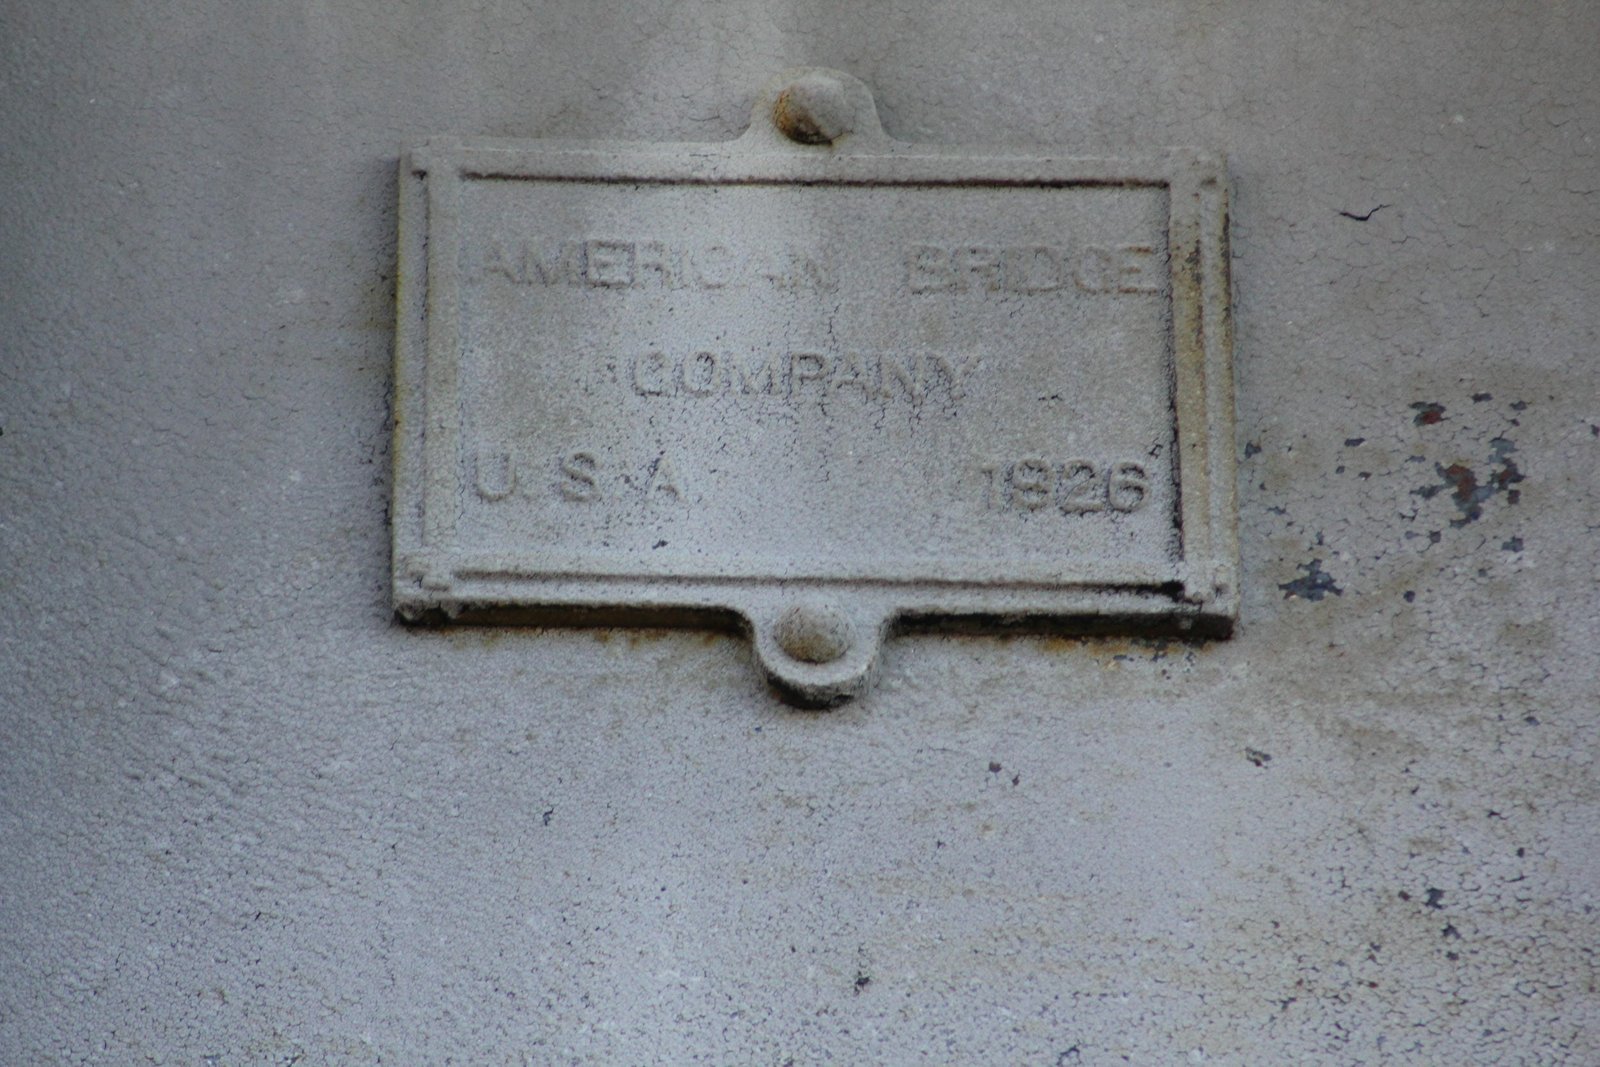 AMERICAN BRIDGE
COMPANY
U.S.A 1926